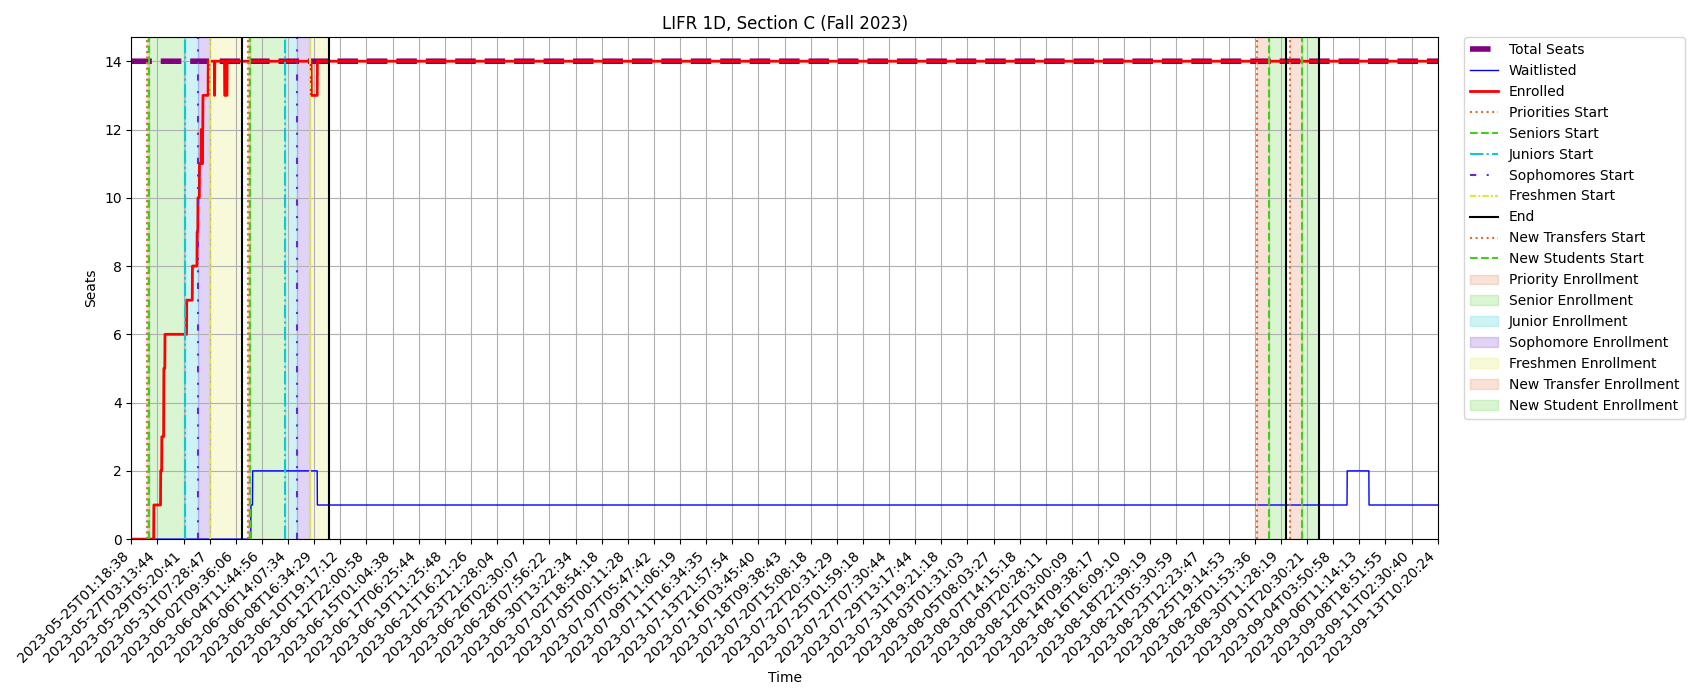 LIFR 1D, Section C (Fall 2023)
Seats
14
12
10
8
6
4
2
0
2023-05-25T01:18:38
2023-05-27T03:13:44
2023-05-29T05:20:41
2023-05-31T07:28:47
2023-06-02T09:36:06
2023-06-04T11:44:56
2023-06-06T14:07:34
2023-06-08T16:34:29
2023-06-10T19:17:12
2023-06-12T22:00:58
2023-06-15T01:04:38
2023-06-17T06:25:44
2023-06-19T11:25:48
2023-06-21T16:21:26
2023-06-23T21:28:04
2023-06-26T02:30:07
2023-06-28T07:56:22
2023-06-30T13:22:34
2023-07-02T18:54:18
2023-07-05T00:11:28
2023-07-07T05:47:42
2023-07-09T11:06:19
2023-07-11T16:34:35
2023-07-13T21:57:54
2023-07-16T03:45:40
2023-07-18T09:38:43
2023-07-20T15:08:18
2023-07-22T20:31:29
2023-07-25T01:59:18
2023-07-27T07:30:44
2023-07-29T13:17:44
2023-07-31T19:21:18
2023-08-03T01:31:03
2023-08-05T08:03:27
2023-08-07T14:15:18
2023-08-09T20:28:11
2023-08-12T03:00:09
2023-08-14T09:38:17
2023-08-16T16:09:10
2023-08-18T22:39:19
2023-08-21T05:30:59
2023-08-23T12:23:47
2023-08-25T19:14:53
2023-08-28T01:53:36
2023-08-30T11:28:19
2023-09-01T20:30:21
2023-09-04T03:50:58
2023-09-06T11:14:13
2023-09-08T18:51:55
2023-09-11T02:30:40
2023-09-13T10:20:24
Time
Total Seats
Waitlisted
Enrolled
Priorities Start
Seniors Start
Juniors Start
Sophomores Start
Freshmen Start
End
New Transfers Start
New Students Start
Priority Enrollment
Senior Enrollment
Junior Enrollment
Sophomore Enrollment
Freshmen Enrollment
New Transfer Enrollment
New Student Enrollment